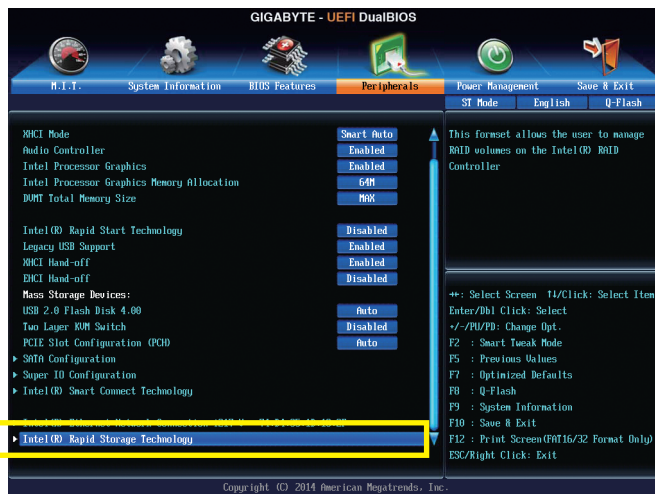 GIGABYTE - UEFI DualBIOS
M.I.T.
System Information
BIOS Features
Peripherals
Power Management
Save & Exit
ST Mode
English
Q-Flash
XHCI Mode Smart Auto
Audio Controller Enabled
Intel Processor Graphics Enabled
Intel Processor Graphics Memory Allocation 64M
DVMT Total Memory Size MAX
Intel(R) Rapid Start Technology Disabled
Legacy USB Support Enabled
XHCI Hand-off Enabled
EHCI Hand-off Disabled
Mass Storage Devices:
USB 2.0 Flash Disk 4.00 Auto
Two Layer KVM Switch Disabled
PCIE Slot Configuration (PCH) Auto
SATA Configuration
Super IO Configuration
Intel(R) Smart Connect Technology
Intel(R) Ethernet Network Connection
Intel(R) Rapid Storage Technology
This formset allows the user to manage
RAID volumes on the Intel(R) RAID
Controller
++: Select Screen ↑↓/Click: Select Item
Enter/Dbl Click: Select
+/-/PU/PD: Change Opt.
F2 : Smart Tweak Mode
F5 : Previous Values
F7 : Optimized Defaults
F8 : Q-Flash
F9 : System Information
F10 : Save & Exit
F12 : Print Screen(FAT16/32 Format Only)
ESC/Right Click: Exit
Copyright (C) 2014 American Megatrends, Inc.